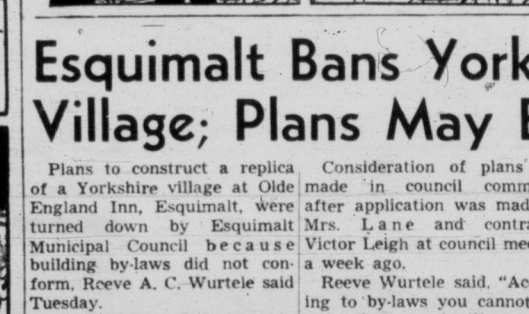 Esquimalt Bans York
Village; Plans May
Plans to construct a replica
of a Yorkshire village at Olde
England Inn, Esquimalt, were
turned down by Esquimalt
Municipal Council because
building by-laws did not con-
form, Reeve A. C. Wurtele said
Tuesday.
Consideration of plans
made in council comm
after application was mad
Mrs. Lane and contra
Victor Leigh at council mee
a week ago.
Reeve Wurtele said, "Ac
ing to by-laws you cannot